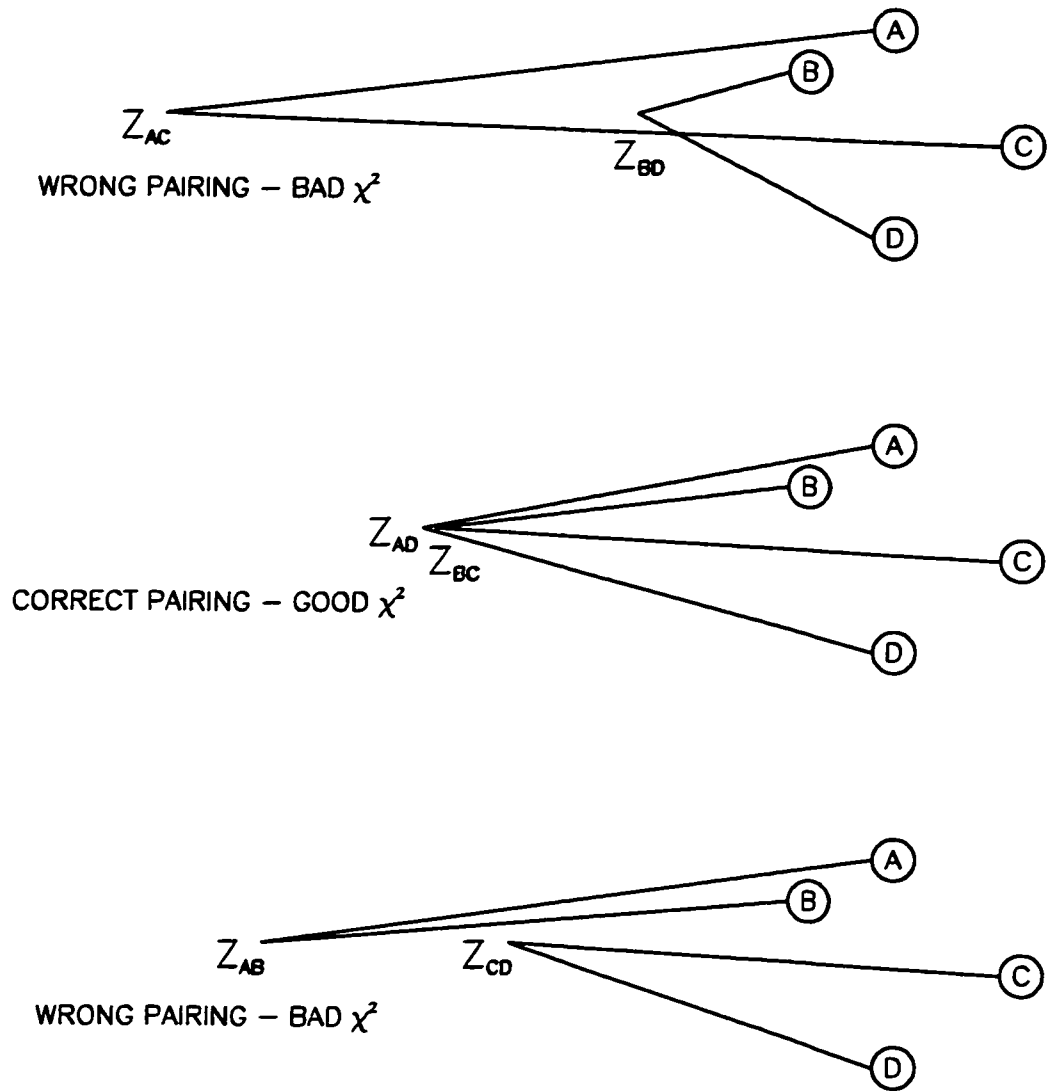 A
B
Z_AC
C
Z_BD
WRONG PAIRING – BAD χ²
D
A
B
Z_AD
Z_BC
C
CORRECT PAIRING – GOOD χ²
D
A
B
Z_AB
Z_CD
C
WRONG PAIRING – BAD χ²
D